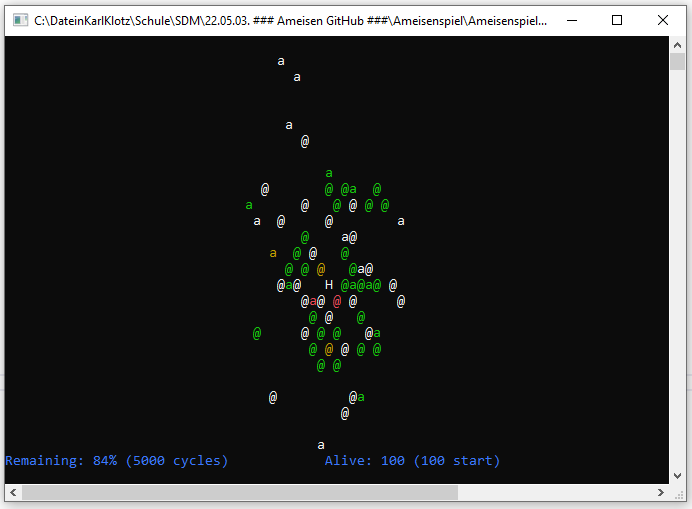 C:\DateinKarlKlotz\Schule\SDM\22.05.03. ### Ameisen GitHub ###\Ameisenspiel\Ameisenspiel...
a
a
a
@
a
@ @ @a @
a @ @ @ @ @
a @ @ a
@ a@
a @ @ @
@ @ @ @a@
@a@ H @a@a@ @
@a@ @ @ @
@ @ @
@ @ @ @ @a
@ @ @ @ @
@ @
@ @a
@
a
Remaining: 84% (5000 cycles) Alive: 100 (100 start)